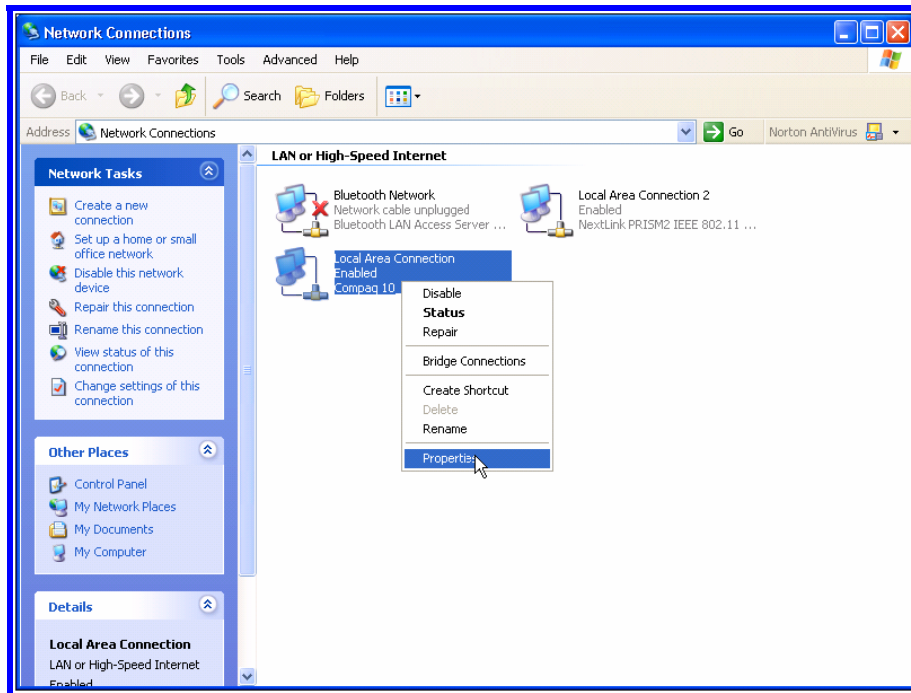 Network Connections
File Edit View Favorites Tools Advanced Help
Back Search Folders
Address Network Connections Go Norton AntiVirus
Network Tasks
Create a new
connection
Set up a home or small
office network
Disable this network
device
Repair this connection
Rename this connection
View status of this
connection
Change settings of this
connection
Other Places
Control Panel
My Network Places
My Documents
My Computer
Details
Local Area Connection
LAN or High-Speed Internet
Enabled
LAN or High-Speed Internet
Bluetooth Network
Network cable unplugged
Bluetooth LAN Access Server ...
Local Area Connection 2
Enabled
NextLink PRISM2 IEEE 802.11 ...
Local Area Connection
Enabled
Compaq 10
Disable
Status
Repair
Bridge Connections
Create Shortcut
Delete
Rename
Properties